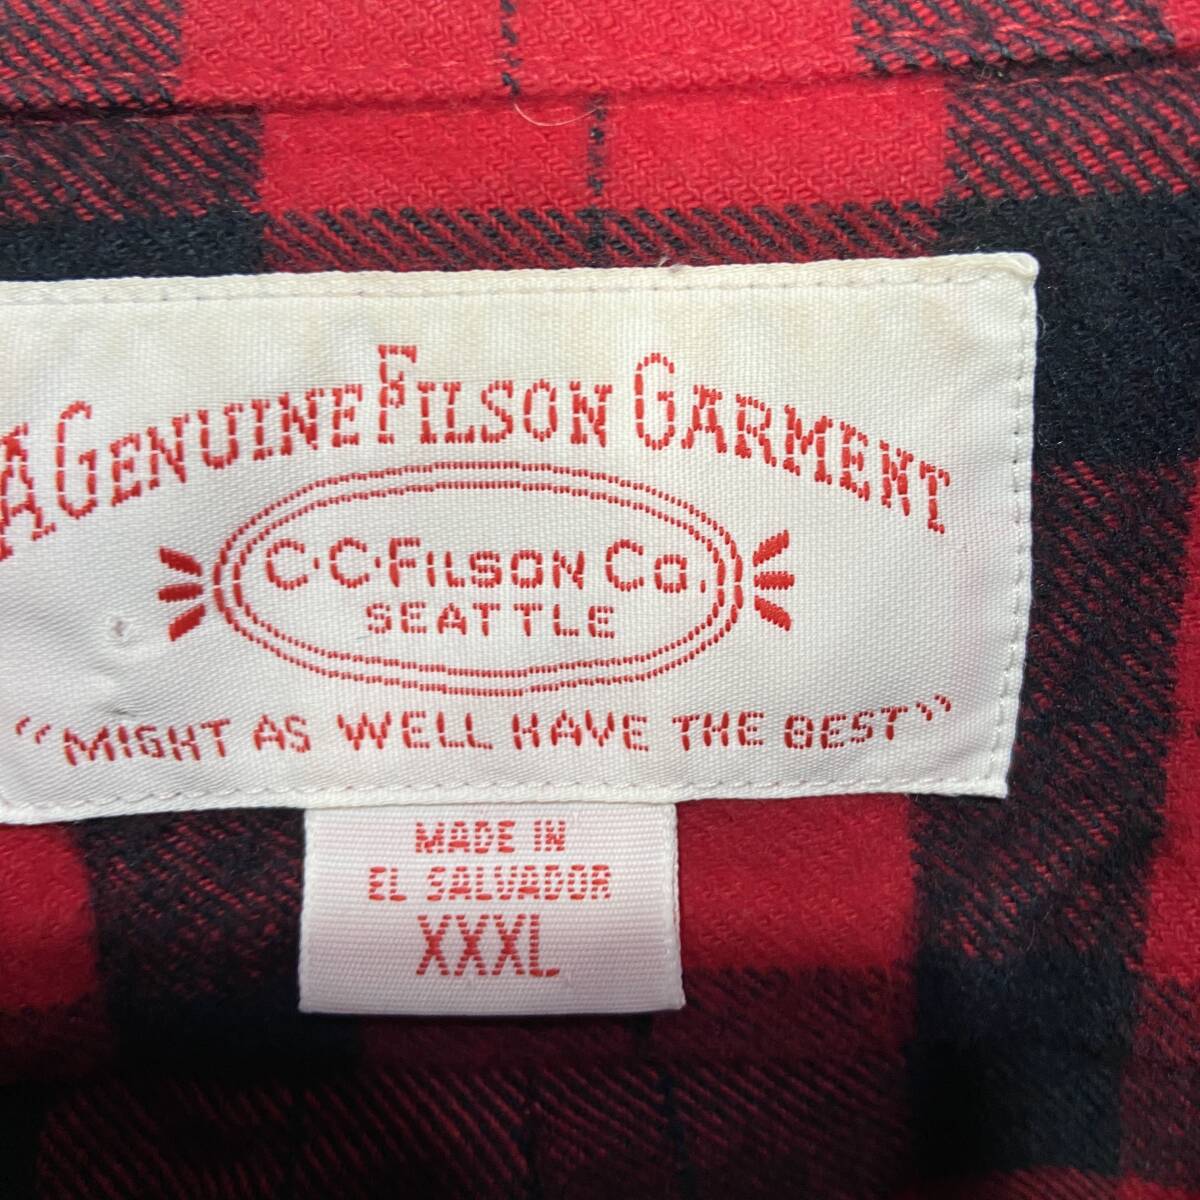 A GENUINE FILSON GARMENT
C·C·FILSON CO.
SEATTLE
"MIGHT AS WELL HAVE THE BEST"
MADE IN
EL SALVADOR
XXXL